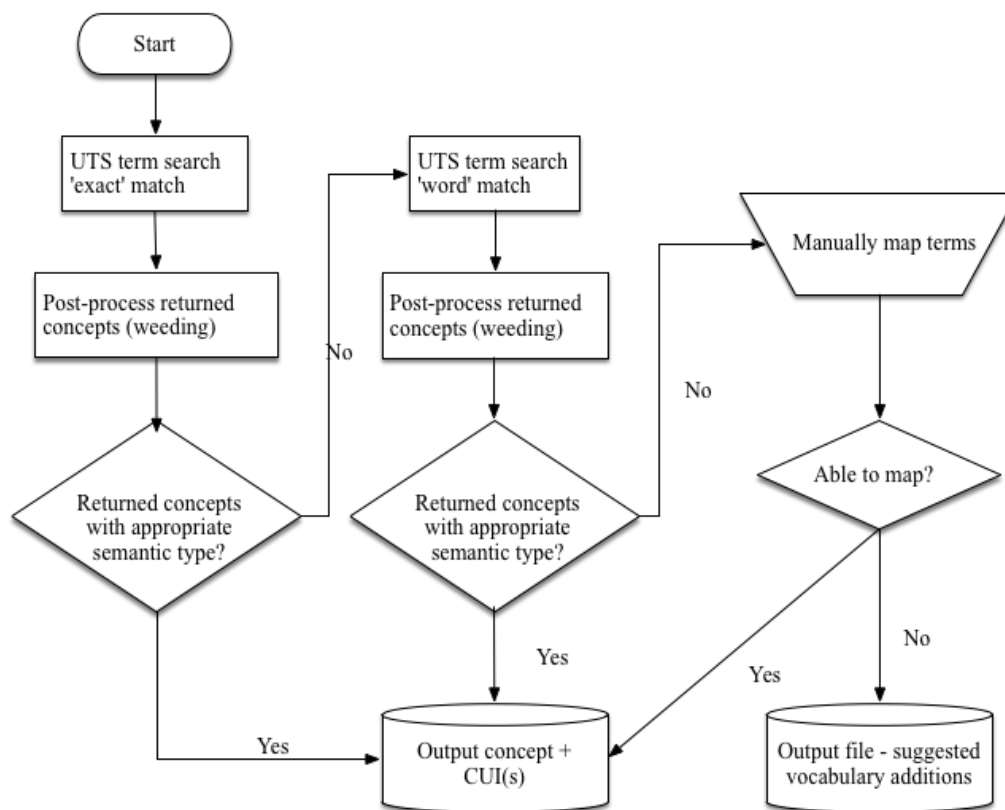 Start
UTS term search
'exact' match
UTS term search
'word' match
Manually map terms
Post-process returned
concepts (weeding)
Post-process returned
concepts (weeding)
No
No
Returned concepts
with appropriate
semantic type?
Returned concepts
with appropriate
semantic type?
Able to map?
Yes
Yes
No
Yes
Output concept +
CUI(s)
Output file - suggested
vocabulary additions